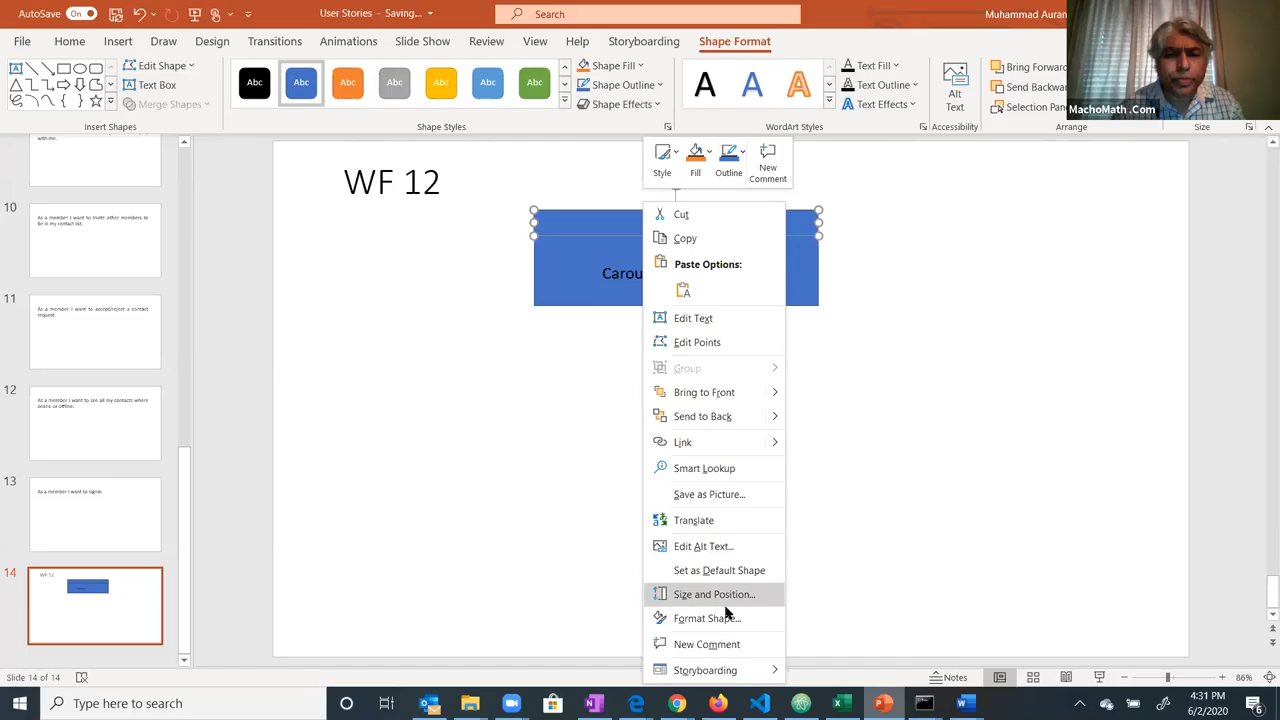 AutoSave On
User Stories - Saving...
Search
Muhammad Auran
File Home Insert Draw Design Transitions Animations Slide Show Review View Help Storyboarding Shape Format
Edit Shape
Text Box
Merge Shapes
Insert Shapes
Abc Abc Abc Abc Abc Abc Abc
Shape Fill
Shape Outline
Shape Effects
Shape Styles
A A A
Text Fill
Text Outline
Text Effects
WordArt Styles
Alt
Text
Accessibility
Bring Forward
Send Backwa
Selection Pan
Arrange
Size
MachoMath .Com
with me.
10
As a member I want to invite other members to
be in my contact list.
11
As a member I want to accept/reject a contact
request.
12
As a member I want to see all my contacts where
online or offline.
13
As a member I want to signin.
14
WF 12
WF 12
Carou
Style Fill Outline New
Comment
Cut
Copy
Paste Options:
Edit Text
Edit Points
Group
Bring to Front
Send to Back
Link
Smart Lookup
Save as Picture...
Translate
Edit Alt Text...
Set as Default Shape
Size and Position...
Format Shape...
New Comment
Storyboarding
Slide 14 of 14
Notes
86%
Type here to search
4:31 PM
6/2/2020
6